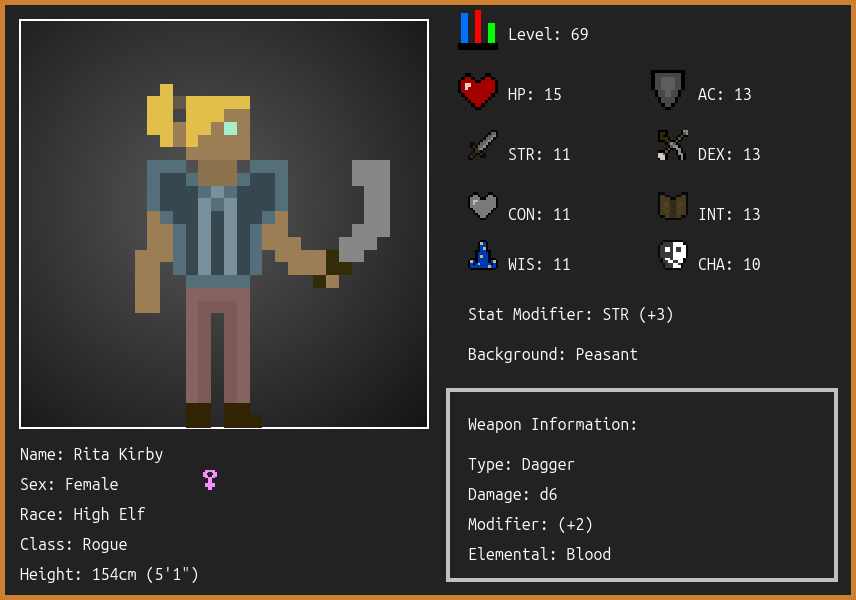 Level: 69
HP: 15
AC: 13
STR: 11
DEX: 13
CON: 11
INT: 13
WIS: 11
CHA: 10
Stat Modifier: STR (+3)
Background: Peasant
Weapon Information:
Type: Dagger
Damage: d6
Modifier: (+2)
Elemental: Blood
Name: Rita Kirby
Sex: Female
Race: High Elf
Class: Rogue
Height: 154cm (5'1")